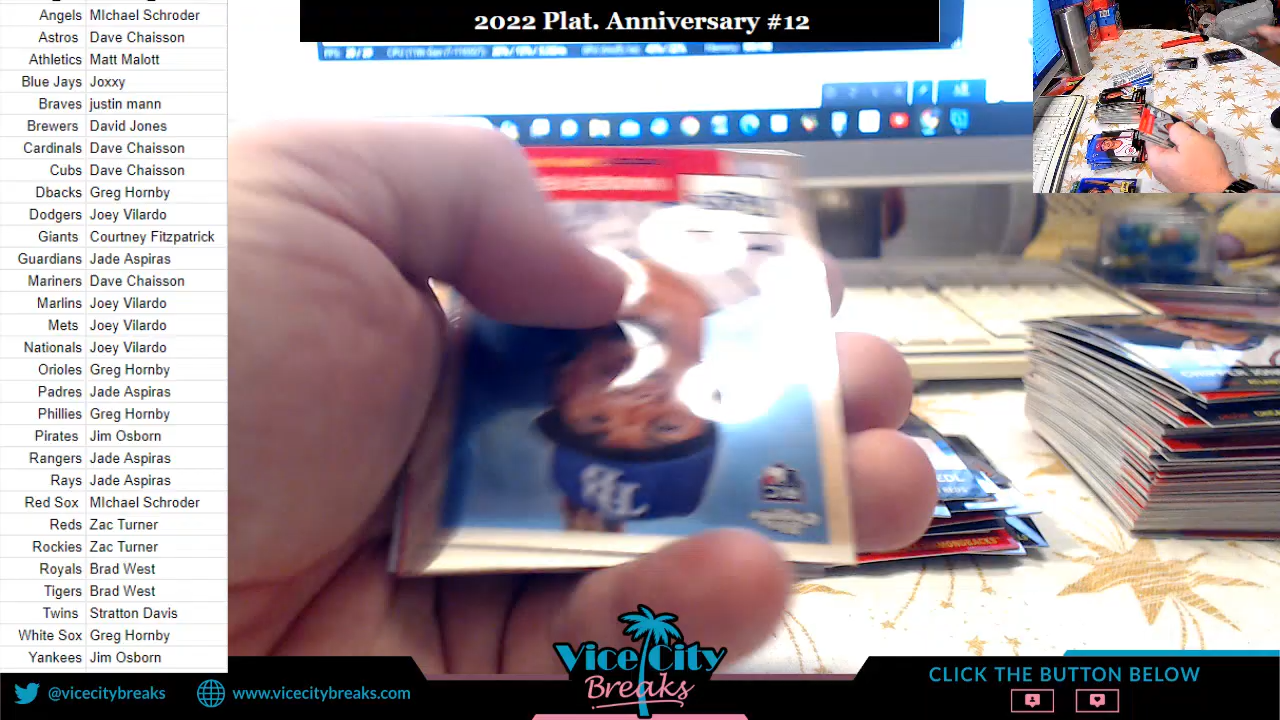 2022 Plat. Anniversary #12
Angels MIchael Schroder
Astros Dave Chaisson
Athletics Matt Malott
Blue Jays Joxxy
Braves justin mann
Brewers David Jones
Cardinals Dave Chaisson
Cubs Dave Chaisson
Dbacks Greg Hornby
Dodgers Joey Vilardo
Giants Courtney Fitzpatrick
Guardians Jade Aspiras
Mariners Dave Chaisson
Marlins Joey Vilardo
Mets Joey Vilardo
Nationals Joey Vilardo
Orioles Greg Hornby
Padres Jade Aspiras
Phillies Greg Hornby
Pirates Jim Osborn
Rangers Jade Aspiras
Rays Jade Aspiras
Red Sox MIchael Schroder
Reds Zac Turner
Rockies Zac Turner
Royals Brad West
Tigers Brad West
Twins Stratton Davis
White Sox Greg Hornby
Yankees Jim Osborn
@vicecitybreaks
www.vicecitybreaks.com
Vice City
Breaks
CLICK THE BUTTON BELOW